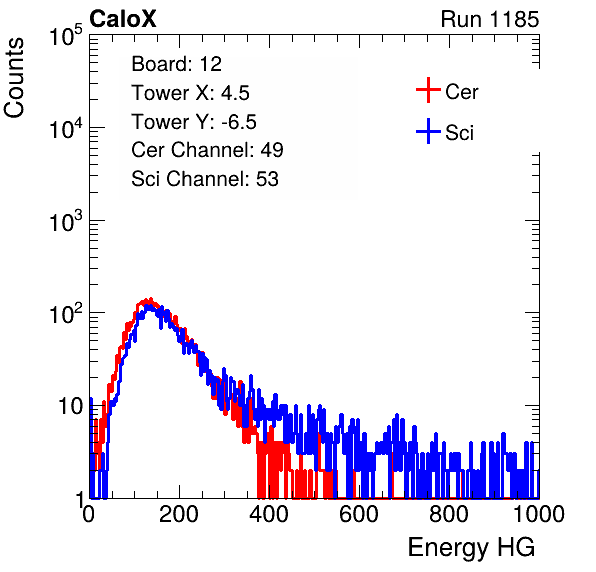 CaloX Run 1185
Counts
10^5
10^4
10^3
10^2
10
1
Board: 12
Tower X: 4.5
Tower Y: -6.5
Cer Channel: 49
Sci Channel: 53
Cer
Sci
0 200 400 600 800 1000
Energy HG